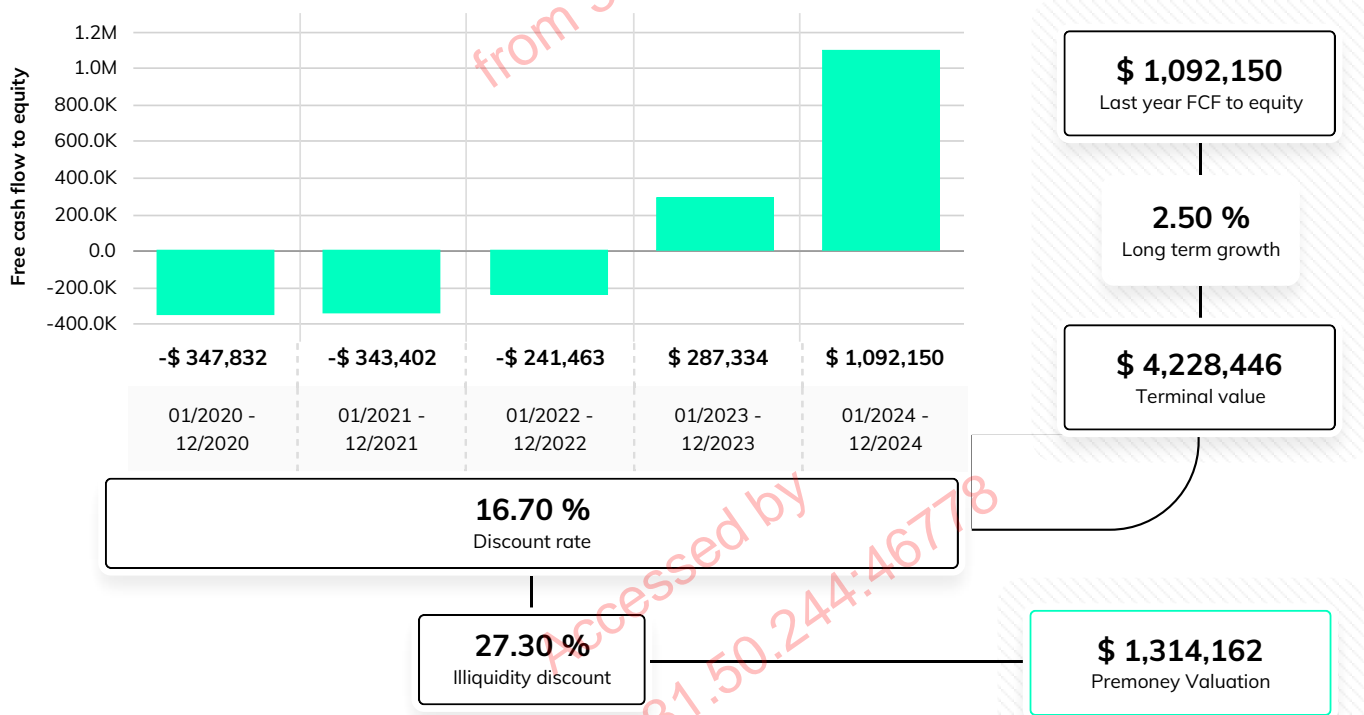 Free cash flow to equity
1.2M
1.0M
800.0K
600.0K
400.0K
200.0K
0.0
-200.0K
-400.0K
-$ 347,832
-$ 343,402
-$ 241,463
$ 287,334
$ 1,092,150
01/2020 -
12/2020
01/2021 -
12/2021
01/2022 -
12/2022
01/2023 -
12/2023
01/2024 -
12/2024
$ 1,092,150
Last year FCF to equity
2.50 %
Long term growth
$ 4,228,446
Terminal value
16.70 %
Discount rate
27.30 %
Illiquidity discount
$ 1,314,162
Premoney Valuation
from
Accessed by
31.50.244:46778